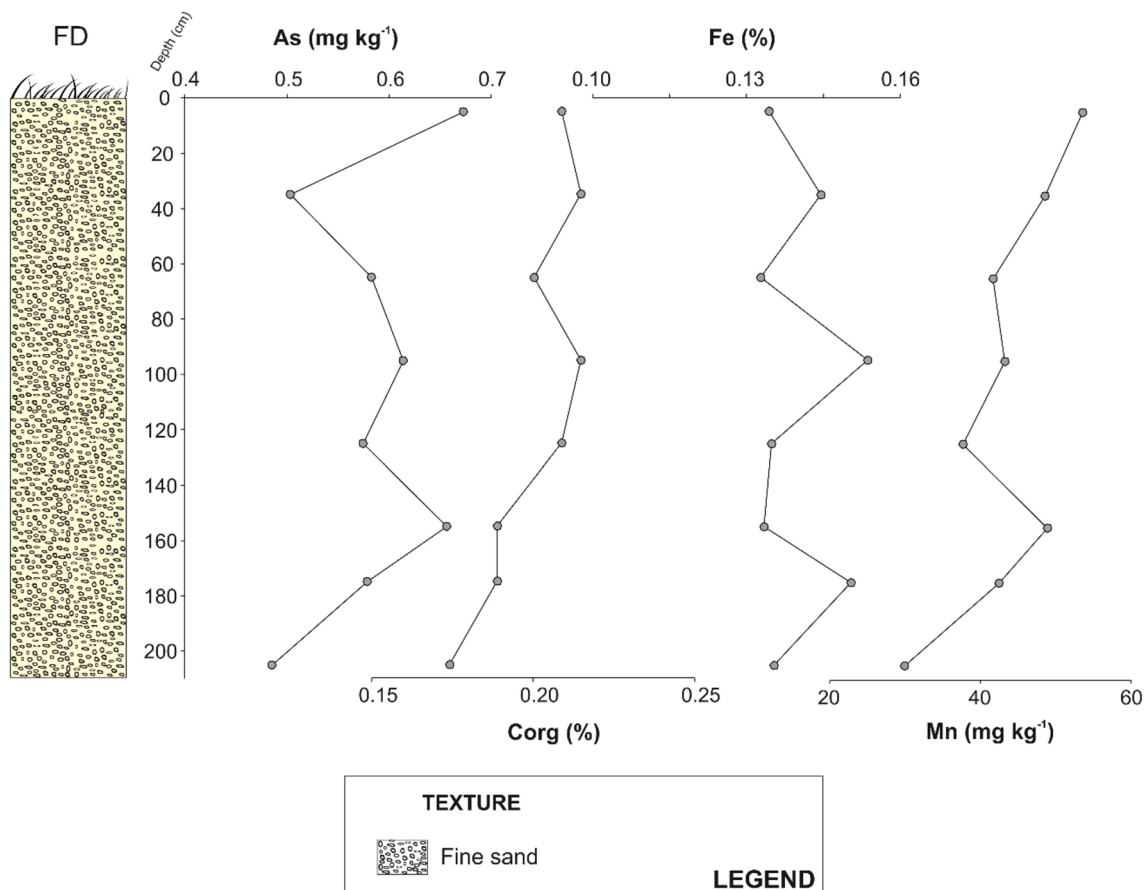 FD
Depth (cm)
As (mg kg⁻¹)
Fe (%)
0.4 0.5 0.6 0.7 0.10 0.13 0.16
0
20
40
60
80
100
120
140
160
180
200
0.15 0.20 0.25 20 40 60
Corg (%)
Mn (mg kg⁻¹)
TEXTURE
Fine sand
LEGEND